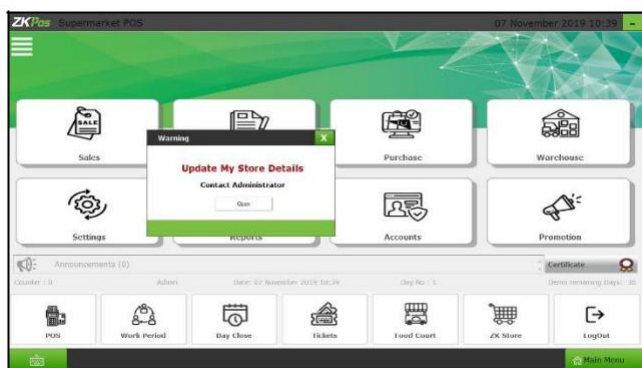 ZKPos Supermarket POS
07 November 2019 10:39
SALE
Sales
Purchase
Warehouse
Warning X
Update My Store Details
Contact Administrator
Settings
Reports
Accounts
Promotion
Announcements (0)
Certificate
Counter : 0
Admin
Date: 07 November 2019 10:39
Day No : 1
Demo remaining Days: :30
POS
Work Period
Day Close
Tickets
Food Court
ZK Store
LogOut
Main Menu